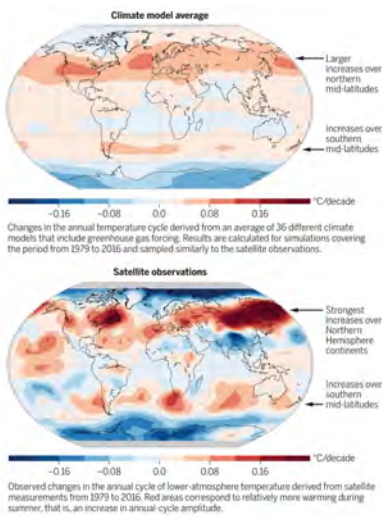 Climate model average
Larger
increases over
northern
mid-latitudes
Increases over
southern
mid-latitudes
°C/decade
-0.16 -0.08 0.0 0.08 0.16
Changes in the annual temperature cycle derived from an average of 36 different climate
models that include greenhouse gas forcing. Results are calculated for simulations covering
the period from 1979 to 2016 and sampled similarly to the satellite observations.
Satellite observations
Strongest
increases over
Northern
Hemisphere
continents
Increases over
southern
mid-latitudes
°C/decade
-0.16 -0.08 0.0 0.08 0.16
Observed changes in the annual cycle of lower-atmosphere temperature derived from satellite
measurements from 1979 to 2016. Red areas correspond to relatively more warming during
summer, that is, an increase in annual-cycle amplitude.